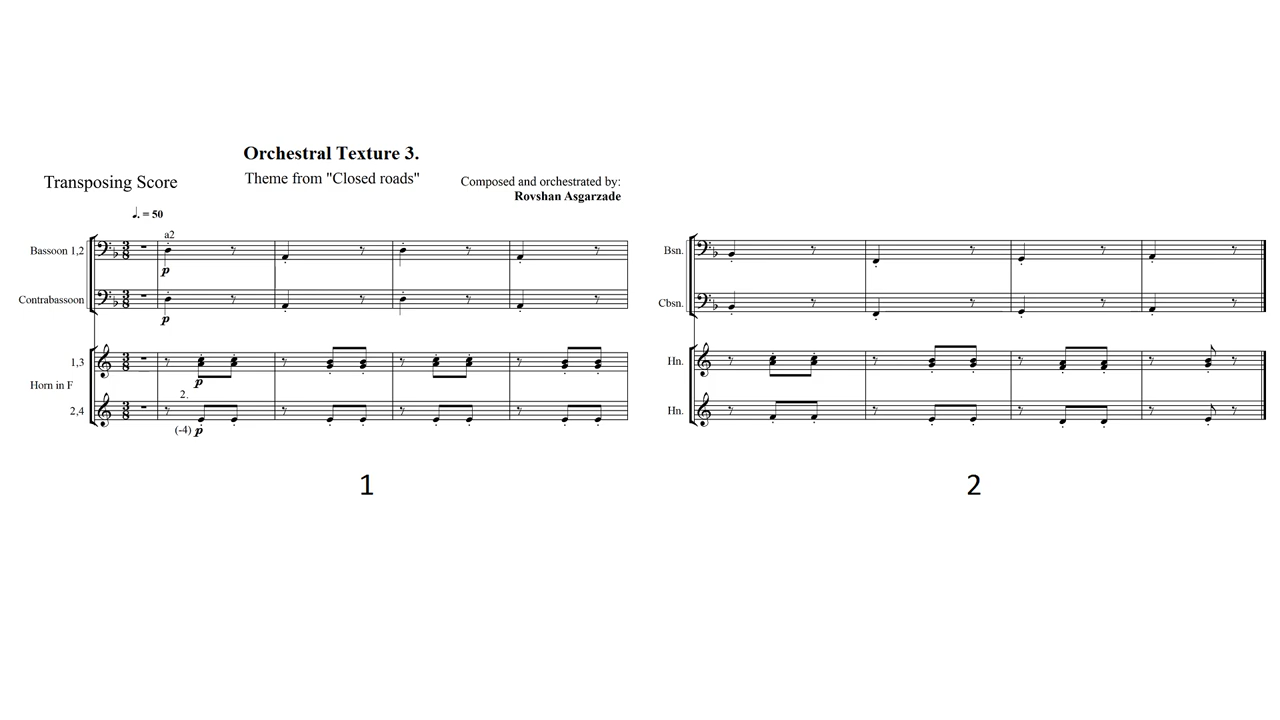 Orchestral Texture 3.
Transposing Score
Theme from "Closed roads"
Composed and orchestrated by:
Rovshan Asgarzade
♩. = 50
a2
Bassoon 1,2
p
Contrabassoon
p
1,3
p
Horn in F
2.
2,4
(-4) p
1
Bsn.
Cbsn.
Hn.
Hn.
2